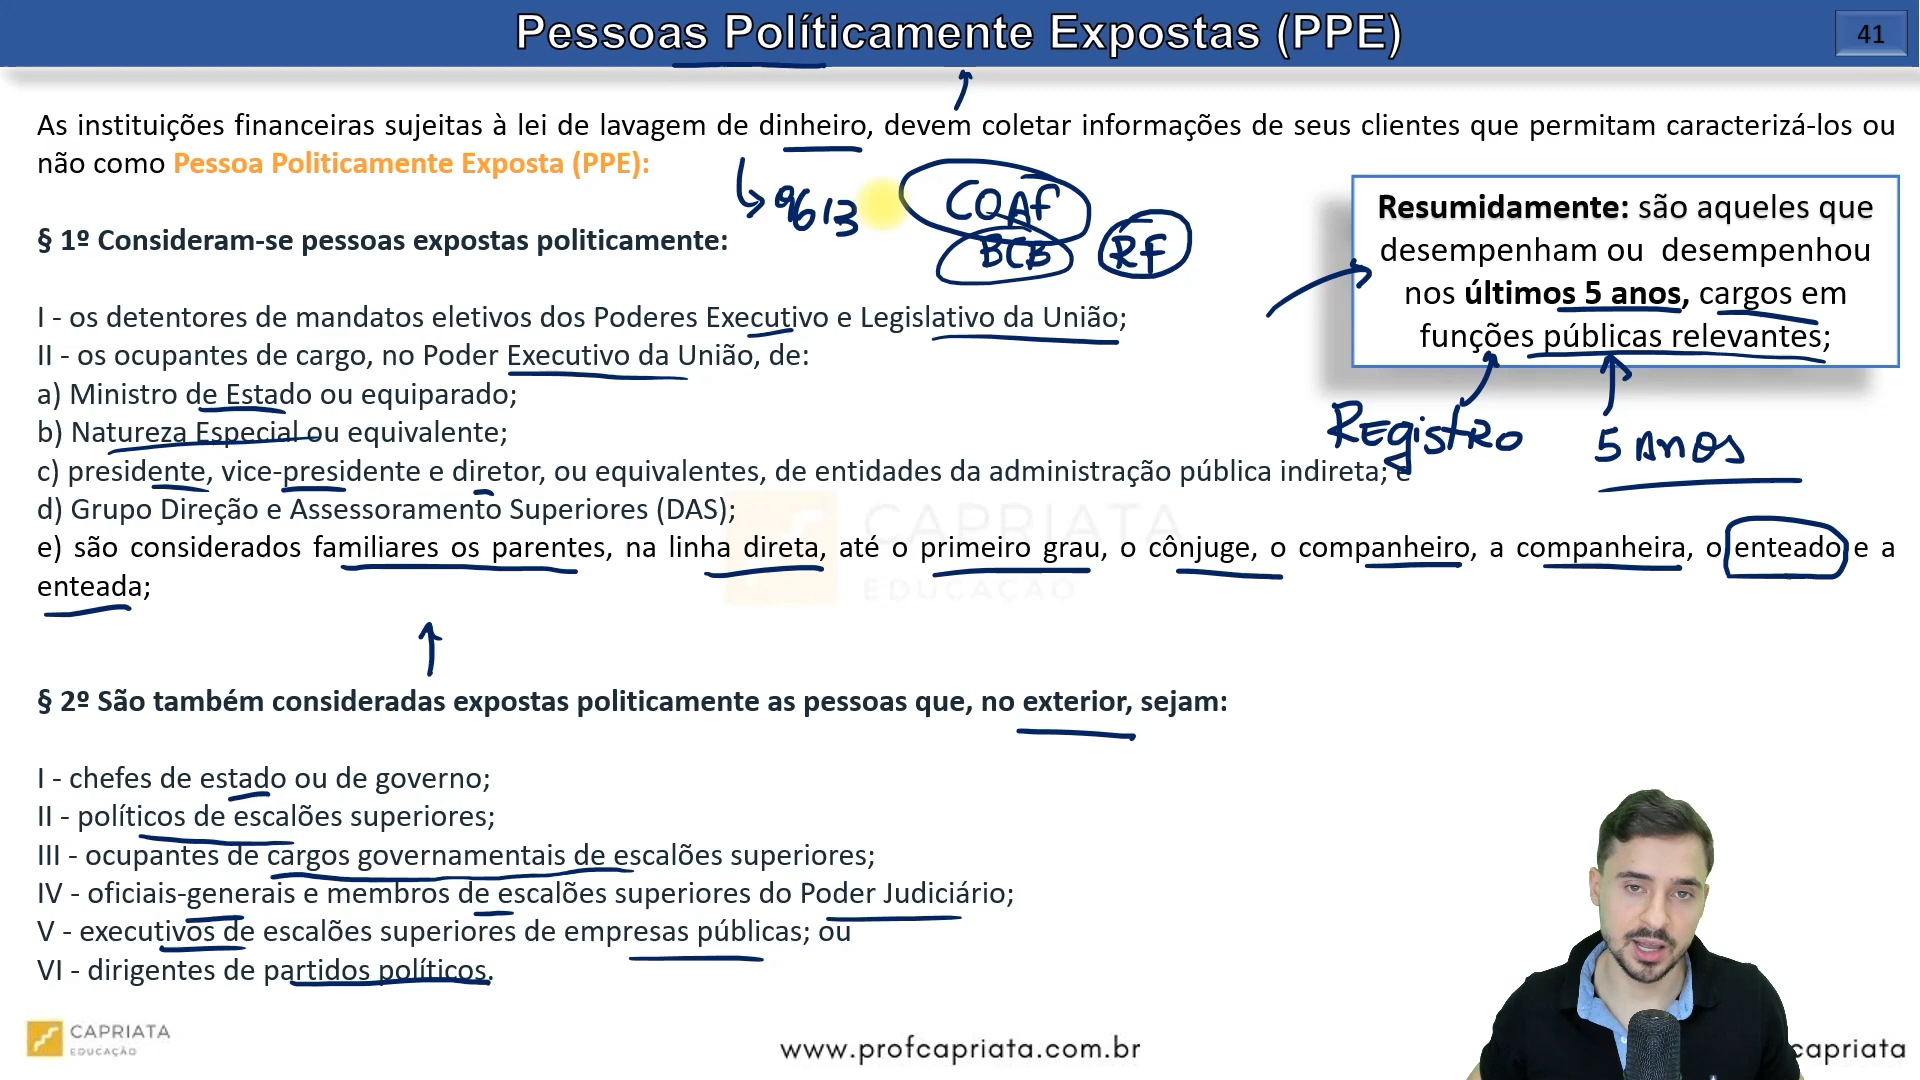 Pessoas Políticamente Expostas (PPE)
41
As instituições financeiras sujeitas à lei de lavagem de dinheiro, devem coletar informações de seus clientes que permitam caracterizá-los ou
não como Pessoa Politicamente Exposta (PPE):
9613
COAF
BCB
RF
Resumidamente: são aqueles que
desempenham ou desempenhou
nos últimos 5 anos, cargos em
funções públicas relevantes;
Registro
5 anos
§ 1º Consideram-se pessoas expostas politicamente:
I - os detentores de mandatos eletivos dos Poderes Executivo e Legislativo da União;
II - os ocupantes de cargo, no Poder Executivo da União, de:
a) Ministro de Estado ou equiparado;
b) Natureza Especial ou equivalente;
c) presidente, vice-presidente e diretor, ou equivalentes, de entidades da administração pública indireta; e
d) Grupo Direção e Assessoramento Superiores (DAS);
e) são considerados familiares os parentes, na linha direta, até o primeiro grau, o cônjuge, o companheiro, a companheira, o enteado e a
enteada;
CAPRIATA
EDUCAÇÃO
§ 2º São também consideradas expostas politicamente as pessoas que, no exterior, sejam:
I - chefes de estado ou de governo;
II - políticos de escalões superiores;
III - ocupantes de cargos governamentais de escalões superiores;
IV - oficiais-generais e membros de escalões superiores do Poder Judiciário;
V - executivos de escalões superiores de empresas públicas; ou
VI - dirigentes de partidos políticos.
CAPRIATA
EDUCAÇÃO
www.profcapriata.com.br
capriata